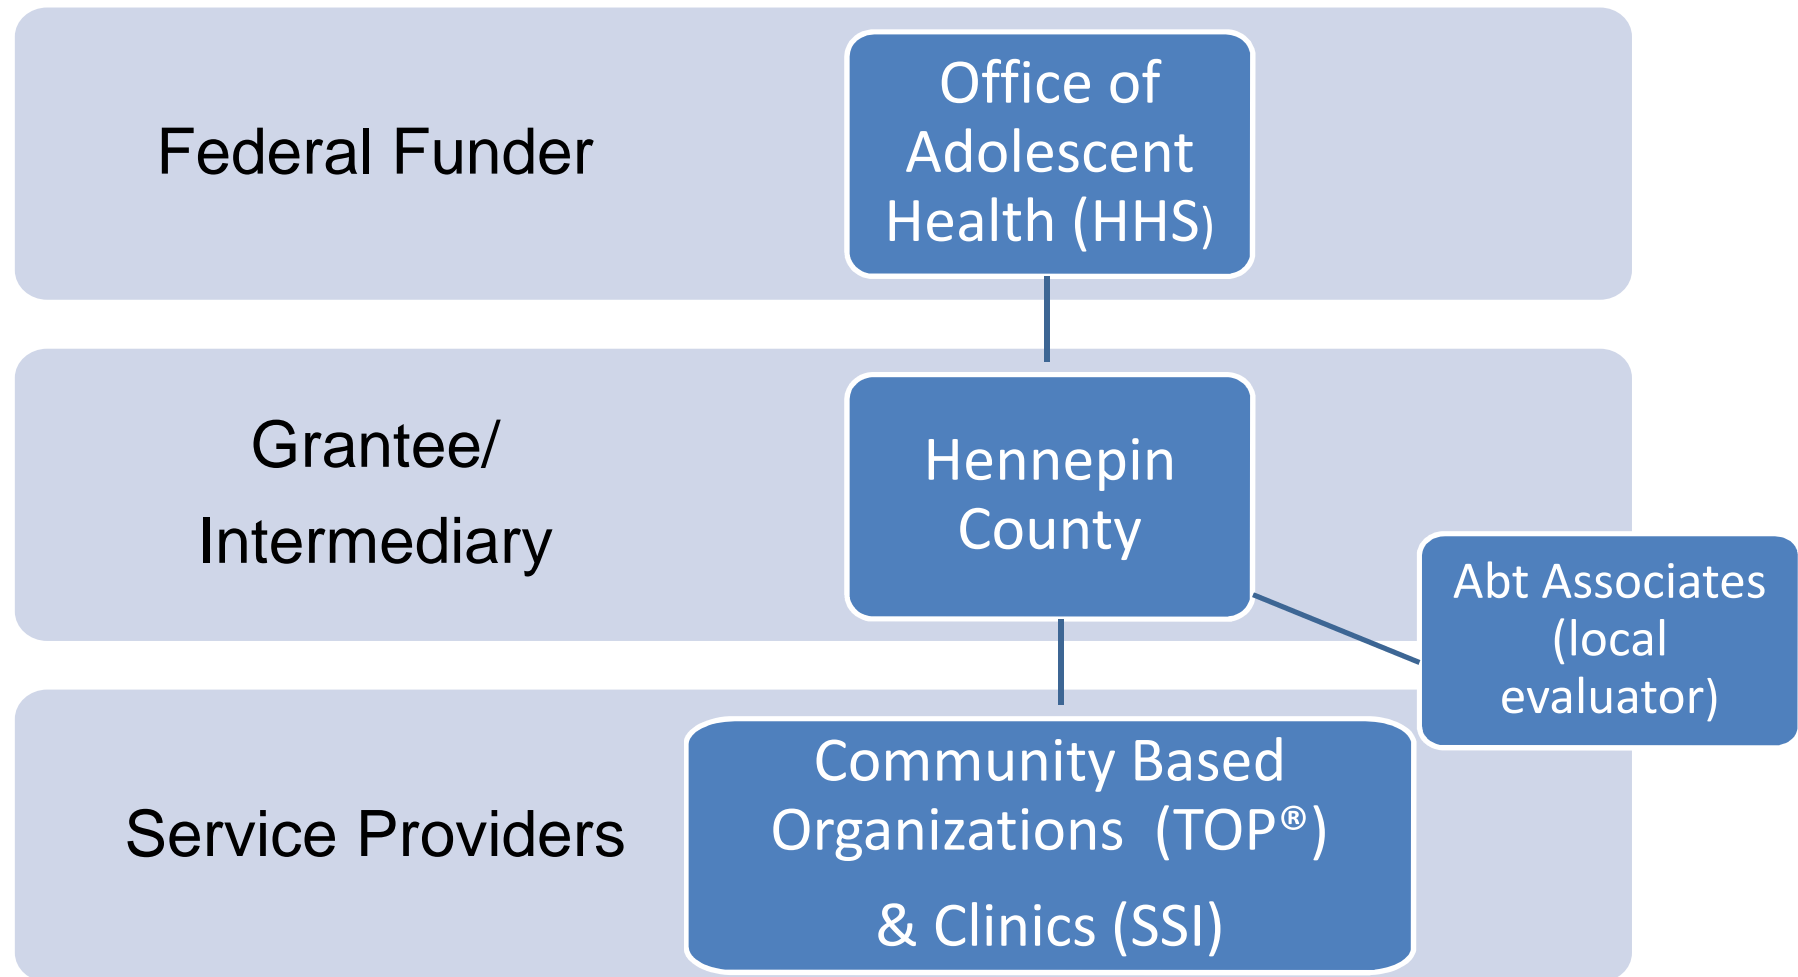 Federal Funder
Office of
Adolescent
Health (HHS)
Grantee/
Intermediary
Hennepin
County
Abt Associates
(local
evaluator)
Service Providers
Community Based
Organizations  (TOP®)
& Clinics (SSI)